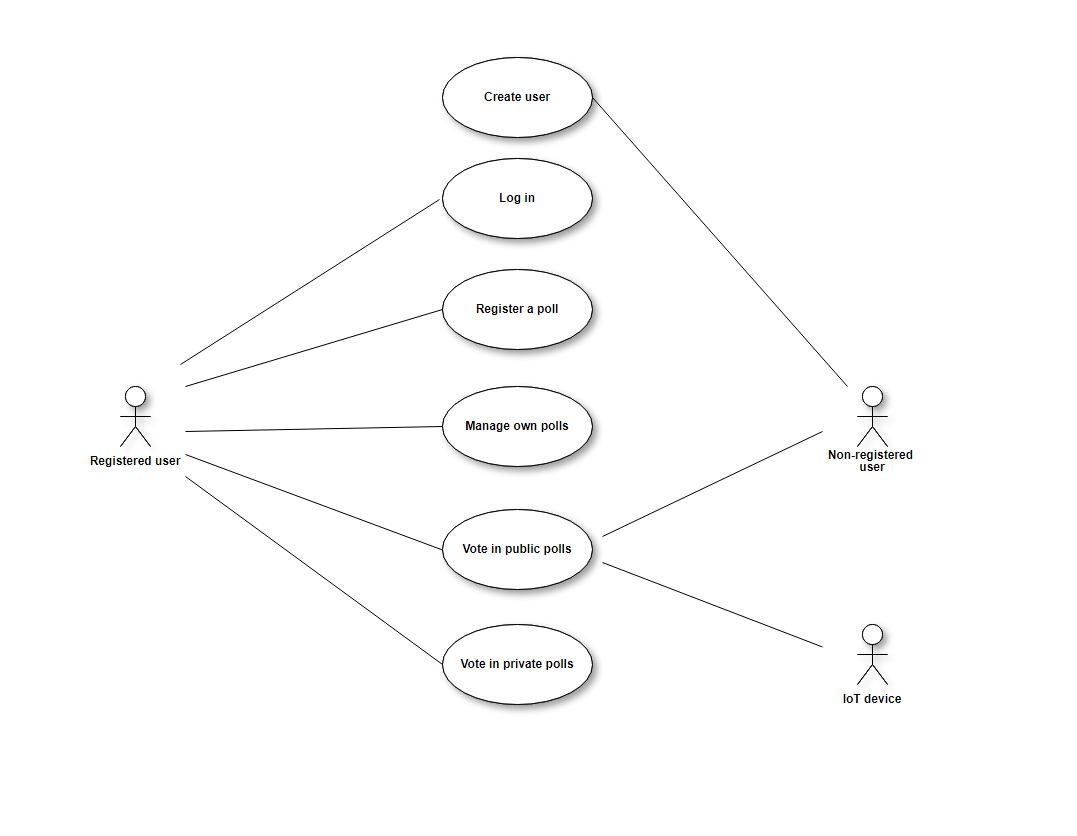 Create user
Log in
Register a poll
Manage own polls
Registered user
Non-registered
user
Vote in public polls
Vote in private polls
IoT device